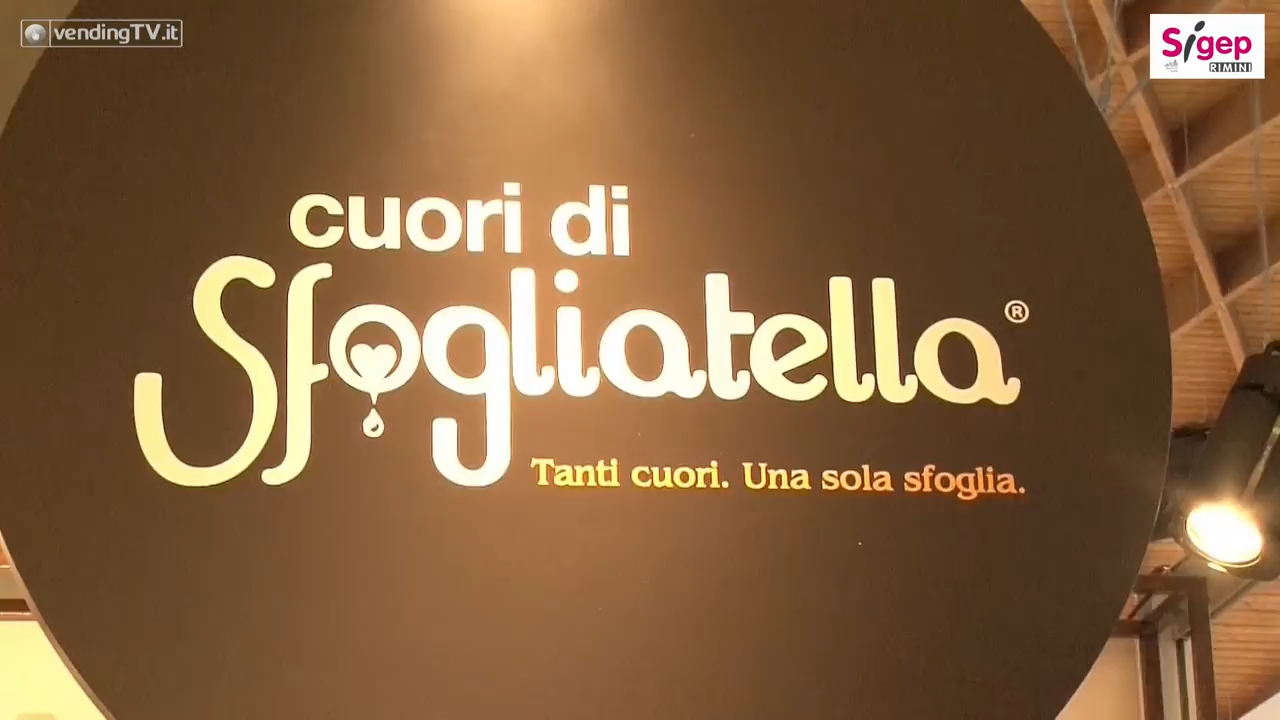 vendingTV.it
Sigep
RIMINI
cuori di
Sfogliatella®
Tanti cuori. Una sola sfoglia.